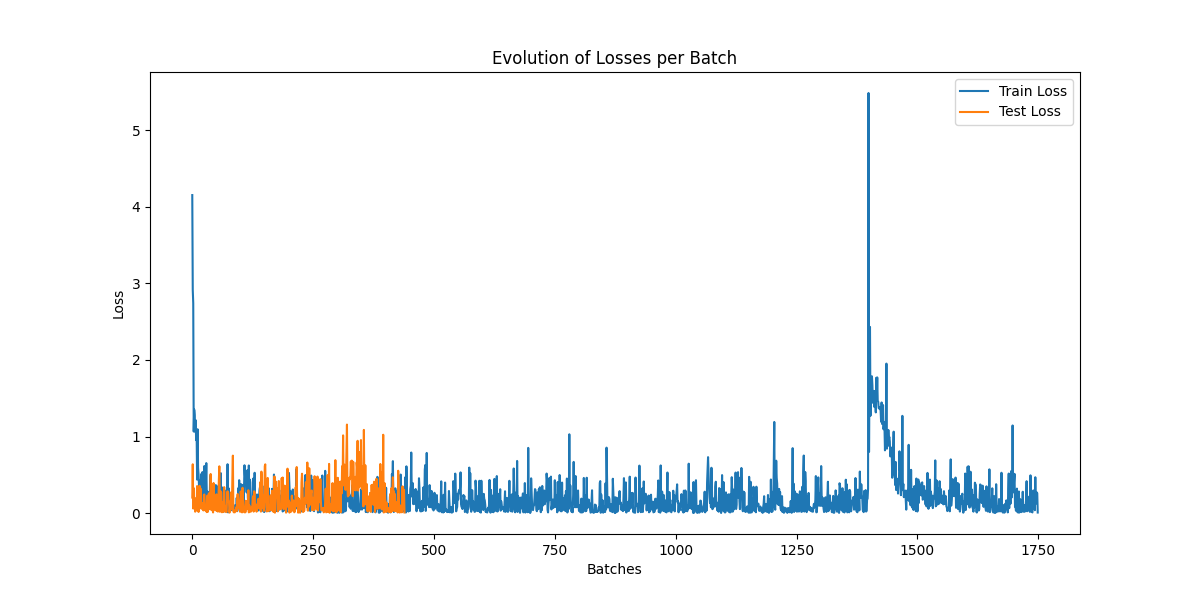 Evolution of Losses per Batch
Train Loss
Test Loss
5
4
3
2
1
0
Loss
0 250 500 750 1000 1250 1500 1750
Batches